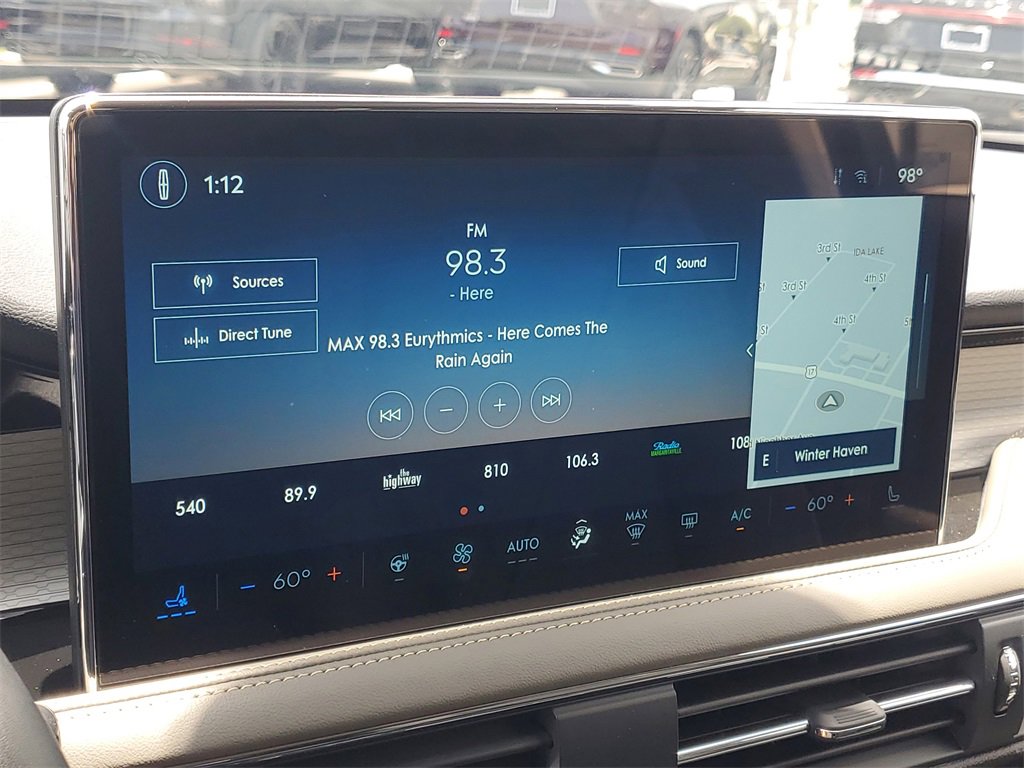 1:12
98°
FM
98.3
- Here
Sources
Direct Tune
Sound
MAX 98.3 Eurythmics - Here Comes The
Rain Again
3rd St
IDA LAKE
3rd St
4th St
St
4th St
St
17
E
Winter Haven
540
89.9
the
highway
810
106.3
Radio
MARGARITAVILLE
108
60°
AUTO
MAX
A/C
60°